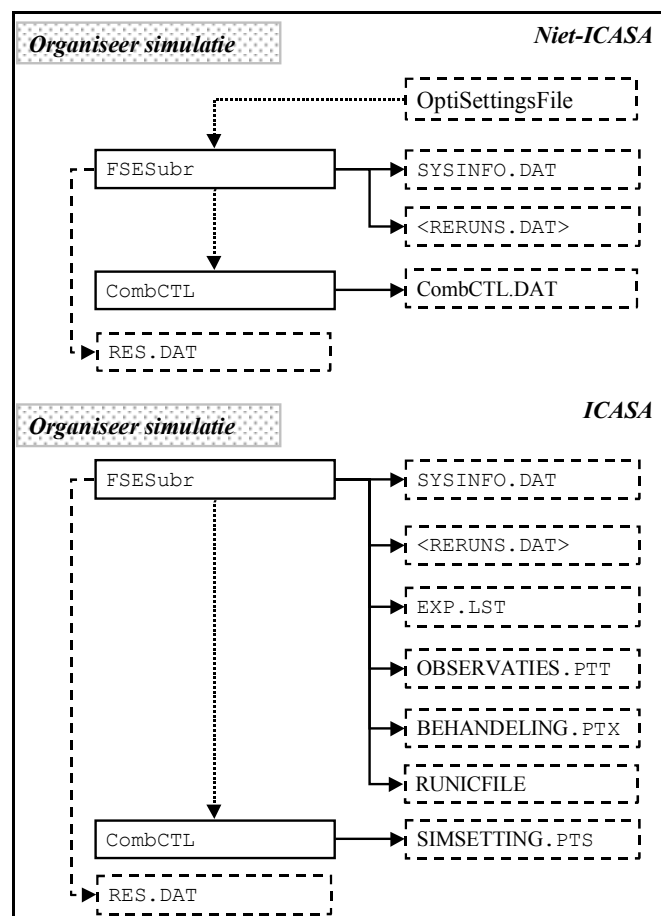 Organiseer simulatie
Niet-ICASA
OptiSettingsFile
FSESubr
SYSINFO.DAT
<RERUNS.DAT>
CombCTL
CombCTL.DAT
RES.DAT
Organiseer simulatie
ICASA
FSESubr
SYSINFO.DAT
<RERUNS.DAT>
EXP.LST
OBSERVATIES.PTT
BEHANDELING.PTX
RUNICFILE
CombCTL
SIMSETTING.PTS
RES.DAT